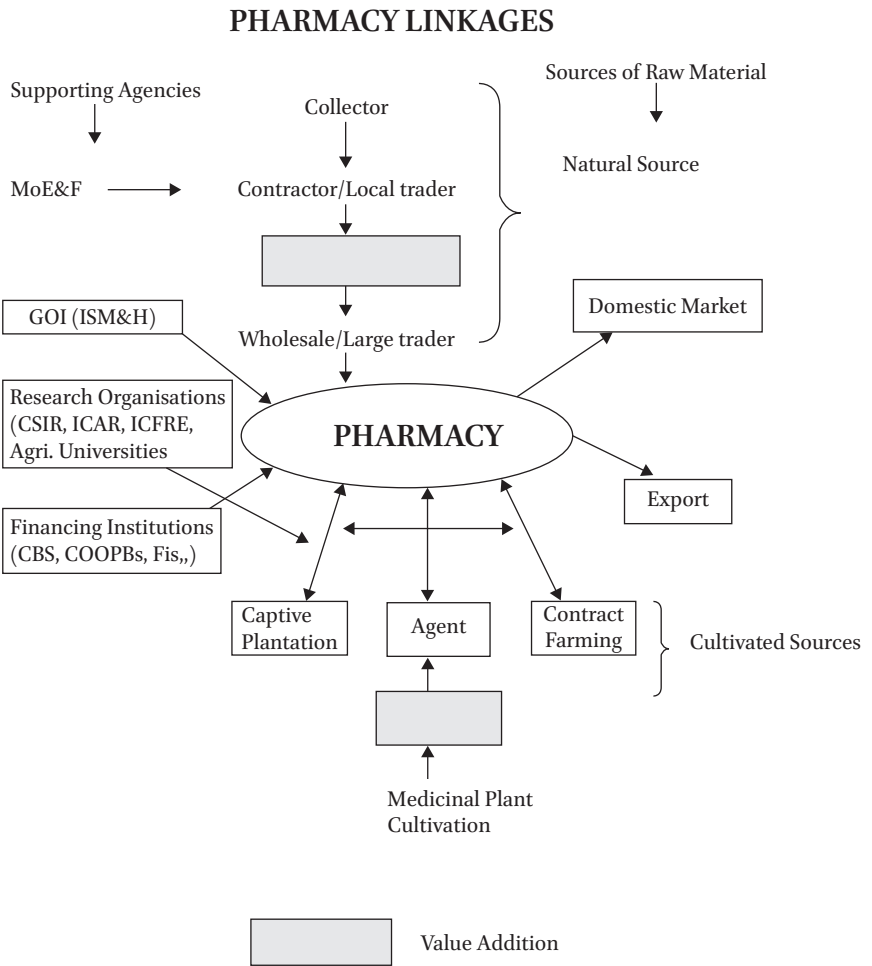 PHARMACY LINKAGES
Supporting Agencies
Sources of Raw Material
Collector
Natural Source
MoE&F
Contractor/Local trader
GOI (ISM&H)
Domestic Market
Wholesale/Large trader
Research Organisations
(CSIR, ICAR, ICFRE,
Agri. Universities
PHARMACY
Export
Financing Institutions
(CBS, COOPBs, Fis,,)
Captive
Plantation
Agent
Contract
Farming
Cultivated Sources
Medicinal Plant
Cultivation
Value Addition